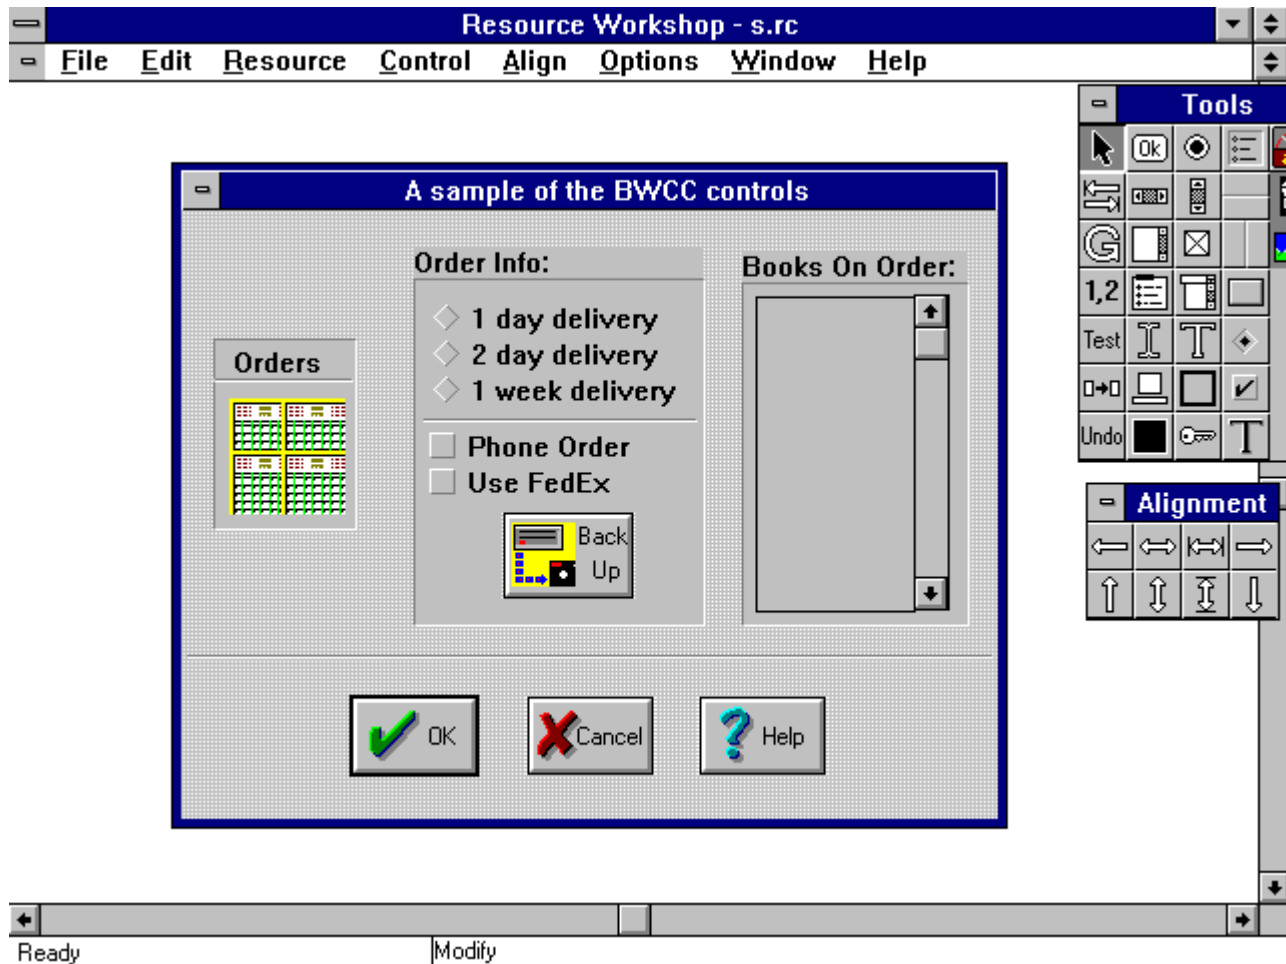 Resource Workshop - s.rc
File Edit Resource Control Align Options Window Help
Tools
Ok
G
1,2
Test
Undo
T
Alignment
A sample of the BWCC controls
Orders
Order Info:
1 day delivery
2 day delivery
1 week delivery
Phone Order
Use FedEx
Back
Up
Books On Order:
OK
Cancel
Help
Ready
Modify